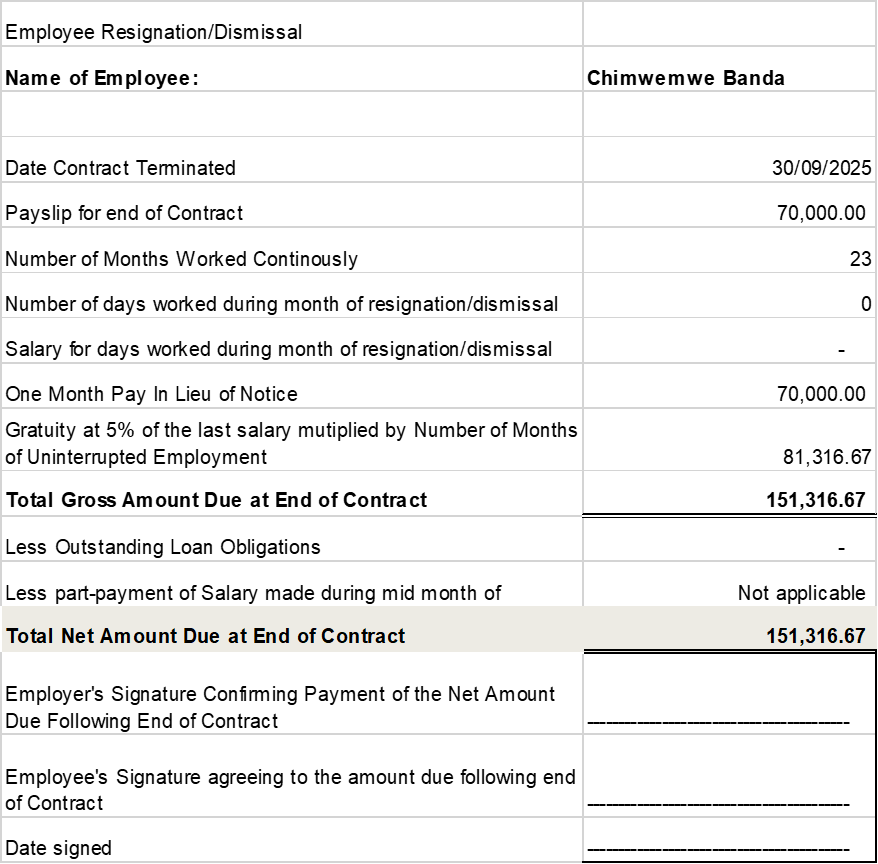 Employee Resignation/Dismissal
Name of Employee: Chimwemwe Banda
Date Contract Terminated 30/09/2025
Payslip for end of Contract 70,000.00
Number of Months Worked Continously 23
Number of days worked during month of resignation/dismissal 0
Salary for days worked during month of resignation/dismissal -
One Month Pay In Lieu of Notice 70,000.00
Gratuity at 5% of the last salary mutiplied by Number of Months
of Uninterrupted Employment 81,316.67
Total Gross Amount Due at End of Contract 151,316.67
Less Outstanding Loan Obligations -
Less part-payment of Salary made during mid month of Not applicable
Total Net Amount Due at End of Contract 151,316.67
Employer's Signature Confirming Payment of the Net Amount
Due Following End of Contract ------------------------------------------
Employee's Signature agreeing to the amount due following end
of Contract ------------------------------------------
Date signed ------------------------------------------